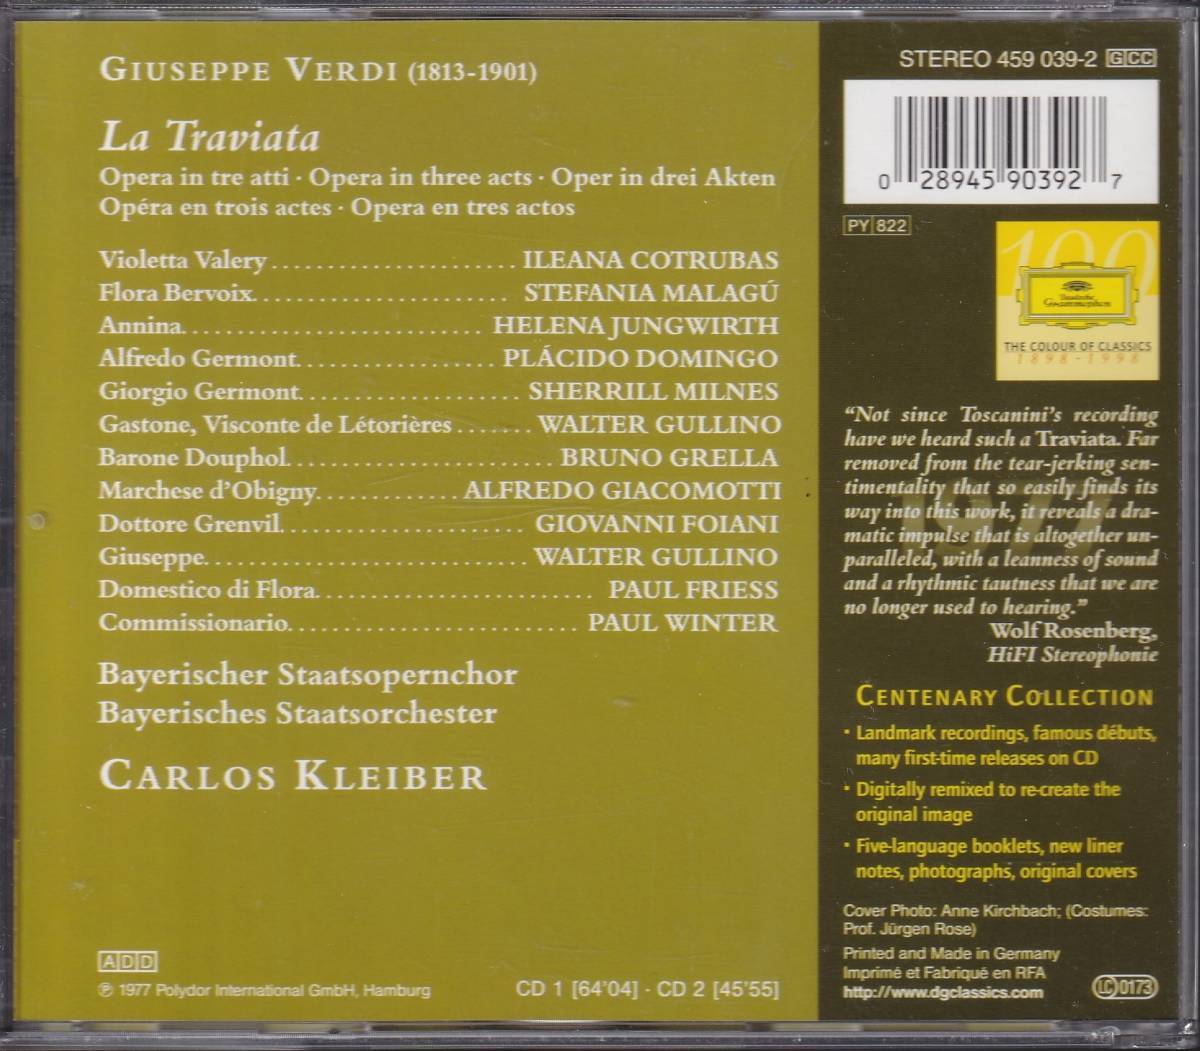 GIUSEPPE VERDI (1813-1901)
La Traviata
Opera in tre atti · Opera in three acts · Oper in drei Akten
Opéra en trois actes · Opera en tres actos
Violetta Valery ...................... ILEANA COTRUBAS
Flora Bervoix....................... STEFANIA MALAGÚ
Annina........................... HELENA JUNGWIRTH
Alfredo Germont.................. PLÁCIDO DOMINGO
Giorgio Germont.................... SHERRILL MILNES
Gastone, Visconte de Létorières ....... WALTER GULLINO
Barone Douphol........................ BRUNO GRELLA
Marchese d'Obigny............. ALFREDO GIACOMOTTI
Dottore Grenvil...................... GIOVANNI FOIANI
Giuseppe............................. WALTER GULLINO
Domestico di Flora......................... PAUL FRIESS
Commissionario.......................... PAUL WINTER
Bayerischer Staatsopernchor
Bayerisches Staatsorchester
CARLOS KLEIBER
ADD
℗ 1977 Polydor International GmbH, Hamburg
CD 1 [64'04] · CD 2 [45'55]
STEREO 459 039-2 GCC
0 28945 90392 7
PY 822
100
Deutsche
Grammophon
THE COLOUR OF CLASSICS
1898-1998
1977
"Not since Toscanini's recording
have we heard such a Traviata. Far
removed from the tear-jerking sen-
timentality that so easily finds its
way into this work, it reveals a dra-
matic impulse that is altogether un-
paralleled, with a leanness of sound
and a rhythmic tautness that we are
no longer used to hearing."
Wolf Rosenberg,
HiFI Stereophonie
CENTENARY COLLECTION
· Landmark recordings, famous débuts,
many first-time releases on CD
· Digitally remixed to re-create the
original image
· Five-language booklets, new liner
notes, photographs, original covers
Cover Photo: Anne Kirchbach; (Costumes:
Prof. Jürgen Rose)
Printed and Made in Germany
Imprimé et Fabriqué en RFA
http://www.dgclassics.com
LC 0173